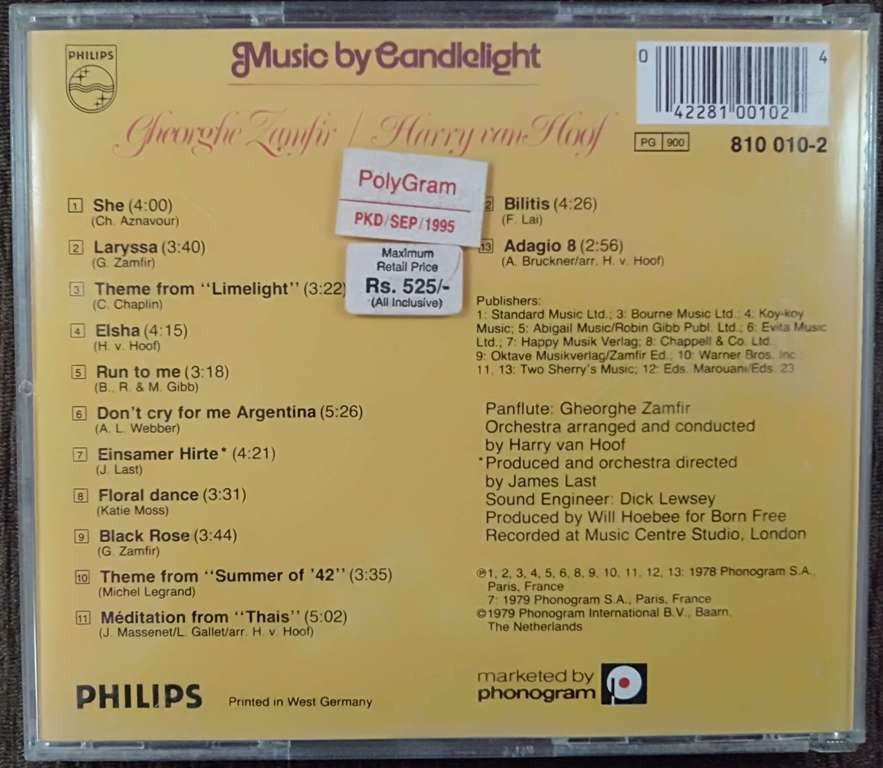 PHILIPS
Music by Candlelight
Gheorghe Zamfir / Harry van Hoof
0 42281 00102 4
PG 900
810 010-2
PolyGram
PKD/SEP/1995
Maximum
Retail Price
Rs. 525/-
(All Inclusive)
1 She (4:00)
(Ch. Aznavour)
2 Laryssa (3:40)
(G. Zamfir)
3 Theme from "Limelight" (3:22)
(C. Chaplin)
4 Elsha (4:15)
(H. v. Hoof)
5 Run to me (3:18)
(B., R. & M. Gibb)
6 Don't cry for me Argentina (5:26)
(A. L. Webber)
7 Einsamer Hirte* (4:21)
(J. Last)
8 Floral dance (3:31)
(Katie Moss)
9 Black Rose (3:44)
(G. Zamfir)
10 Theme from "Summer of '42" (3:35)
(Michel Legrand)
11 Méditation from "Thais" (5:02)
(J. Massenet/L. Gallet/arr. H. v. Hoof)
2 Bilitis (4:26)
(F. Lai)
13 Adagio 8 (2:56)
(A. Bruckner/arr. H. v. Hoof)
Publishers:
1: Standard Music Ltd.; 3: Bourne Music Ltd.; 4: Koy-koy
Music; 5: Abigail Music/Robin Gibb Publ. Ltd.; 6: Evita Music
Ltd.; 7: Happy Musik Verlag; 8: Chappell & Co. Ltd.
9: Oktave Musikverlag/Zamfir Ed.; 10: Warner Bros. Inc.
11, 13: Two Sherry's Music; 12: Eds. Marouani/Eds. 23
Panflute: Gheorghe Zamfir
Orchestra arranged and conducted
by Harry van Hoof
*Produced and orchestra directed
by James Last
Sound Engineer: Dick Lewsey
Produced by Will Hoebee for Born Free
Recorded at Music Centre Studio, London
℗1, 2, 3, 4, 5, 6, 8, 9, 10, 11, 12, 13: 1978 Phonogram S.A.,
Paris, France
7: 1979 Phonogram S.A., Paris, France
©1979 Phonogram International B.V., Baarn,
The Netherlands
PHILIPS
Printed in West Germany
marketed by
phonogram